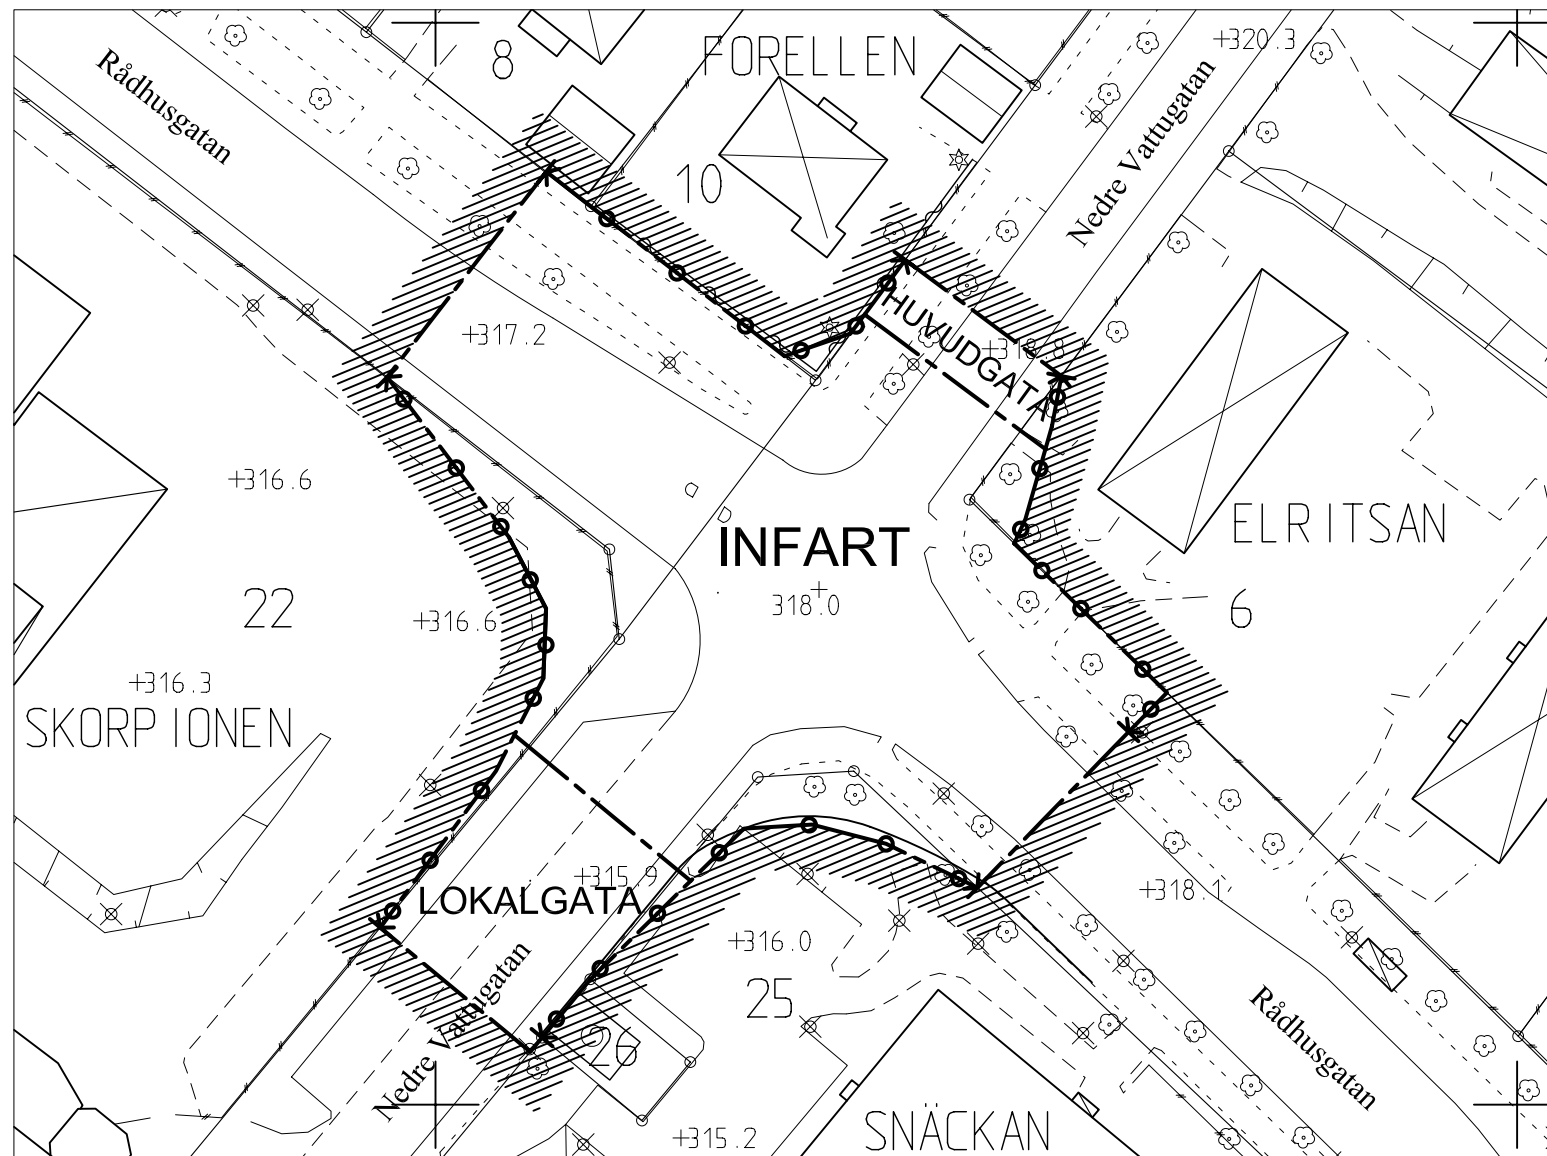 +320.3
FORELLEN
8
Rådhusgatan
Nedre Vattugatan
10
+317.2
HUVUDGATA
+318.8
+316.6
ELRITSAN
INFART
318.0
22
+316.6
6
+316.3
SKORPIONEN
+315.9
LOKALGATA
+318.1
+316.0
25
Nedre Vattugatan
Rådhusgatan
26
SNÄCKAN
+315.2